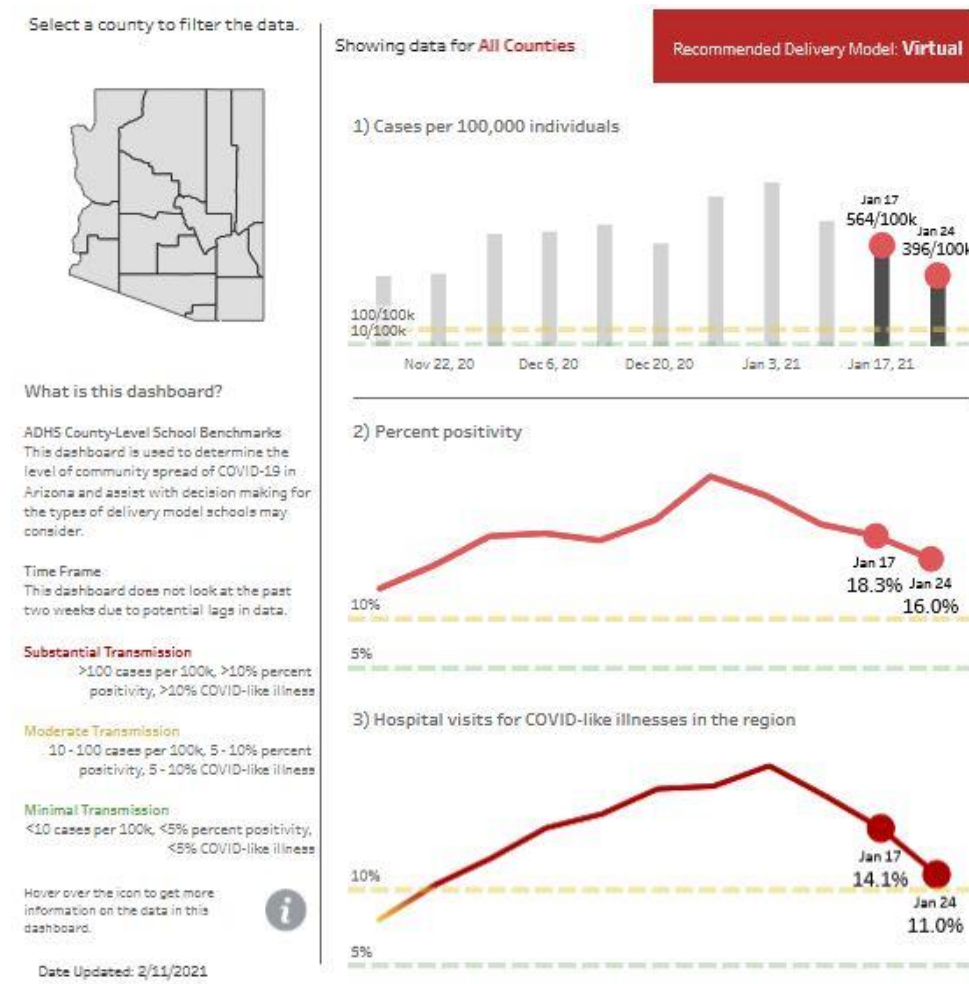 Select a county to filter the data.
What is this dashboard?
ADHS County-Level School Benchmarks
This dashboard is used to determine the
level of community spread of COVID-19 in
Arizona and assist with decision making for
the types of delivery model schools may
consider.
Time Frame
This dashboard does not look at the past
two weeks due to potential lags in data.
Substantial Transmission
>100 cases per 100k, >10% percent
positivity, >10% COVID-like illness
Moderate Transmission
10 - 100 cases per 100k, 5 - 10% percent
positivity, 5 - 10% COVID-like illness
Minimal Transmission
<10 cases per 100k, <5% percent positivity,
<5% COVID-like illness
Hover over the icon to get more
information on the data in this
dashboard.
i
Date Updated: 2/11/2021
Showing data for All Counties
Recommended Delivery Model: Virtual
1) Cases per 100,000 individuals
Jan 17
564/100k
Jan 24
396/100k
100/100k
10/100k
Nov 22, 20 Dec 6, 20 Dec 20, 20 Jan 3, 21 Jan 17, 21
2) Percent positivity
Jan 17
18.3%
Jan 24
16.0%
10%
5%
3) Hospital visits for COVID-like illnesses in the region
Jan 17
14.1%
Jan 24
11.0%
10%
5%